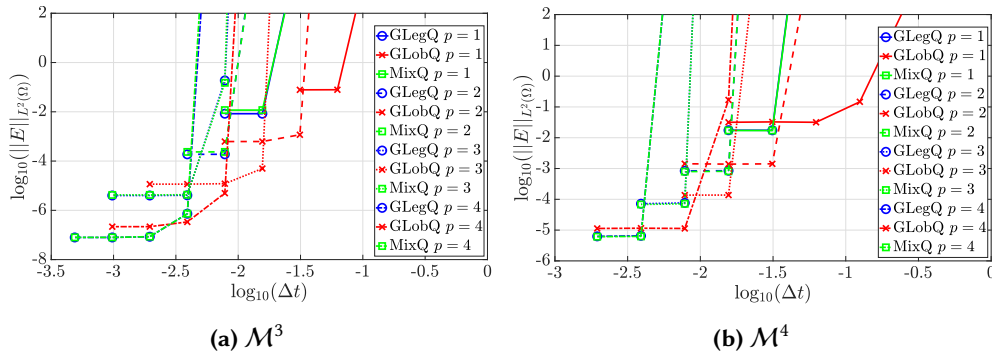 2
0
-2
-4
-6
-8
log₁₀(||E||_{L²(Ω)})
-3.5 -3 -2.5 -2 -1.5 -1 -0.5 0
log₁₀(Δt)
GLegQ p = 1
GLobQ p = 1
MixQ p = 1
GLegQ p = 2
GLobQ p = 2
MixQ p = 2
GLegQ p = 3
GLobQ p = 3
MixQ p = 3
GLegQ p = 4
GLobQ p = 4
MixQ p = 4
(a) ℳ³
2
1
0
-1
-2
-3
-4
-5
-6
log₁₀(||E||_{L²(Ω)})
-3 -2.5 -2 -1.5 -1 -0.5 0
log₁₀(Δt)
GLegQ p = 1
GLobQ p = 1
MixQ p = 1
GLegQ p = 2
GLobQ p = 2
MixQ p = 2
GLegQ p = 3
GLobQ p = 3
MixQ p = 3
GLegQ p = 4
GLobQ p = 4
MixQ p = 4
(b) ℳ⁴